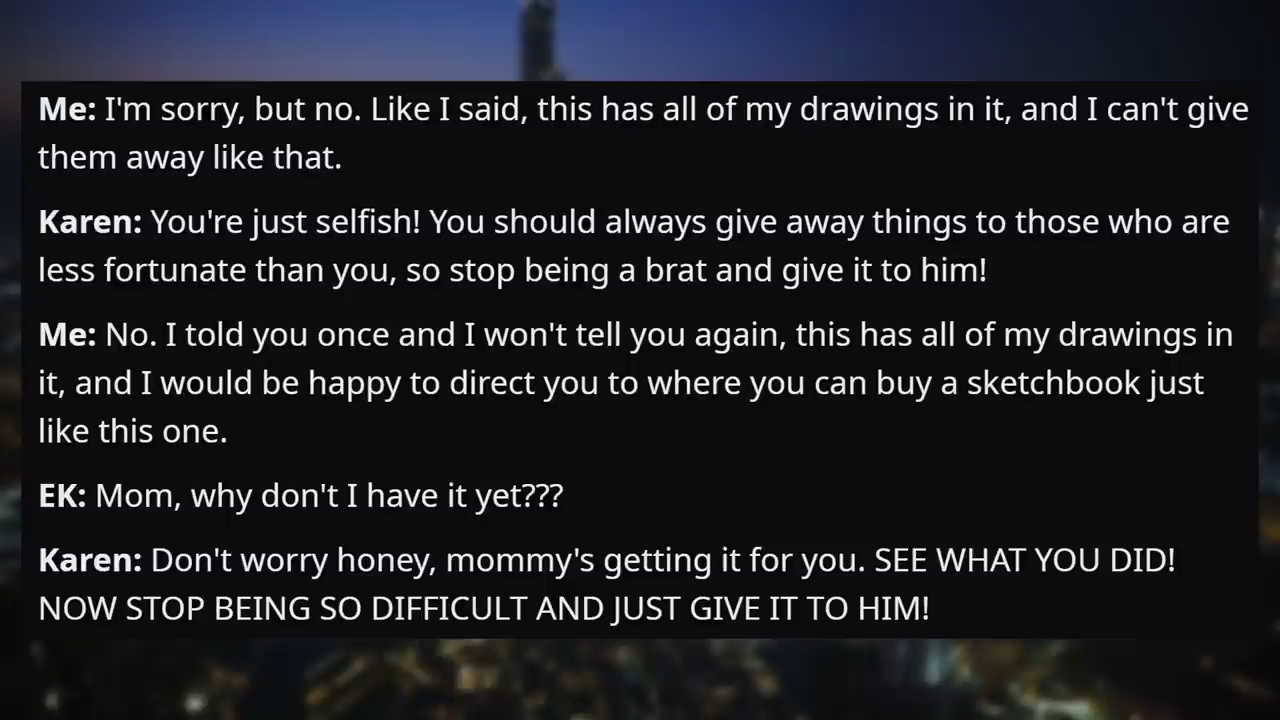 Me: I'm sorry, but no. Like I said, this has all of my drawings in it, and I can't give
them away like that.
Karen: You're just selfish! You should always give away things to those who are
less fortunate than you, so stop being a brat and give it to him!
Me: No. I told you once and I won't tell you again, this has all of my drawings in
it, and I would be happy to direct you to where you can buy a sketchbook just
like this one.
EK: Mom, why don't I have it yet???
Karen: Don't worry honey, mommy's getting it for you. SEE WHAT YOU DID!
NOW STOP BEING SO DIFFICULT AND JUST GIVE IT TO HIM!